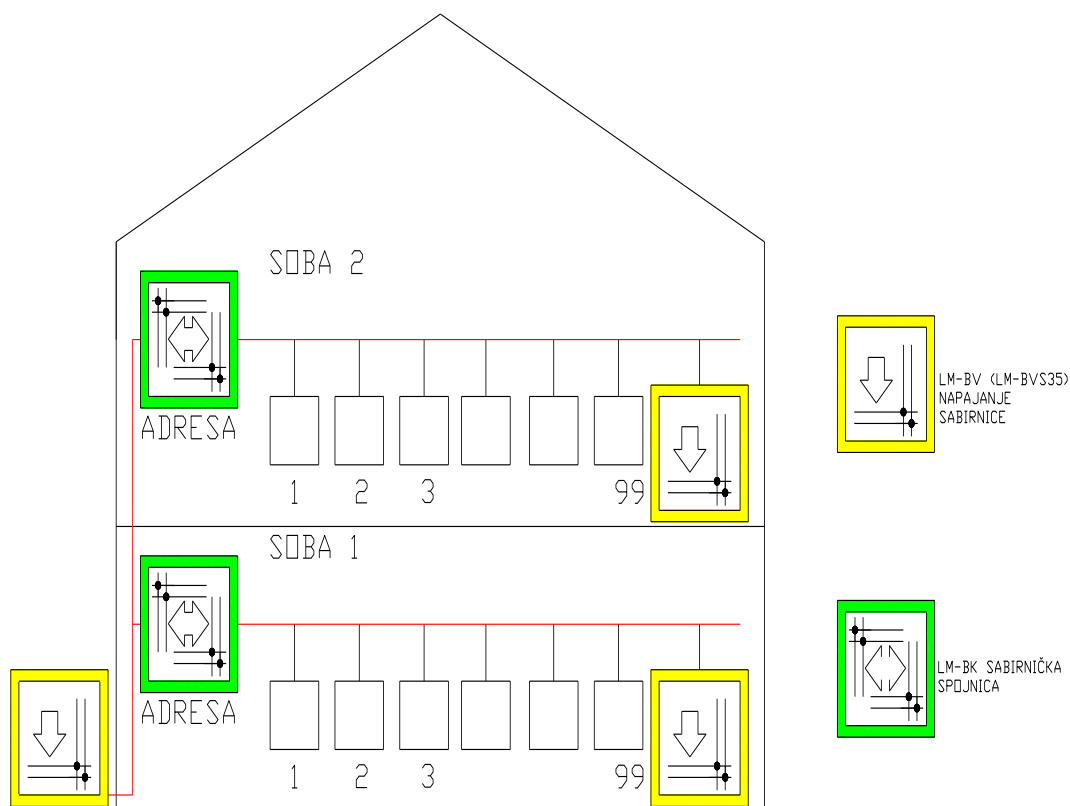 SOBA 2
ADRESA
1 2 3 99
SOBA 1
ADRESA
1 2 3 99
LM-BV (LM-BVS35)
NAPAJANJE
SABIRNICE
LM-BK SABIRNIČKA
SPOJNICA